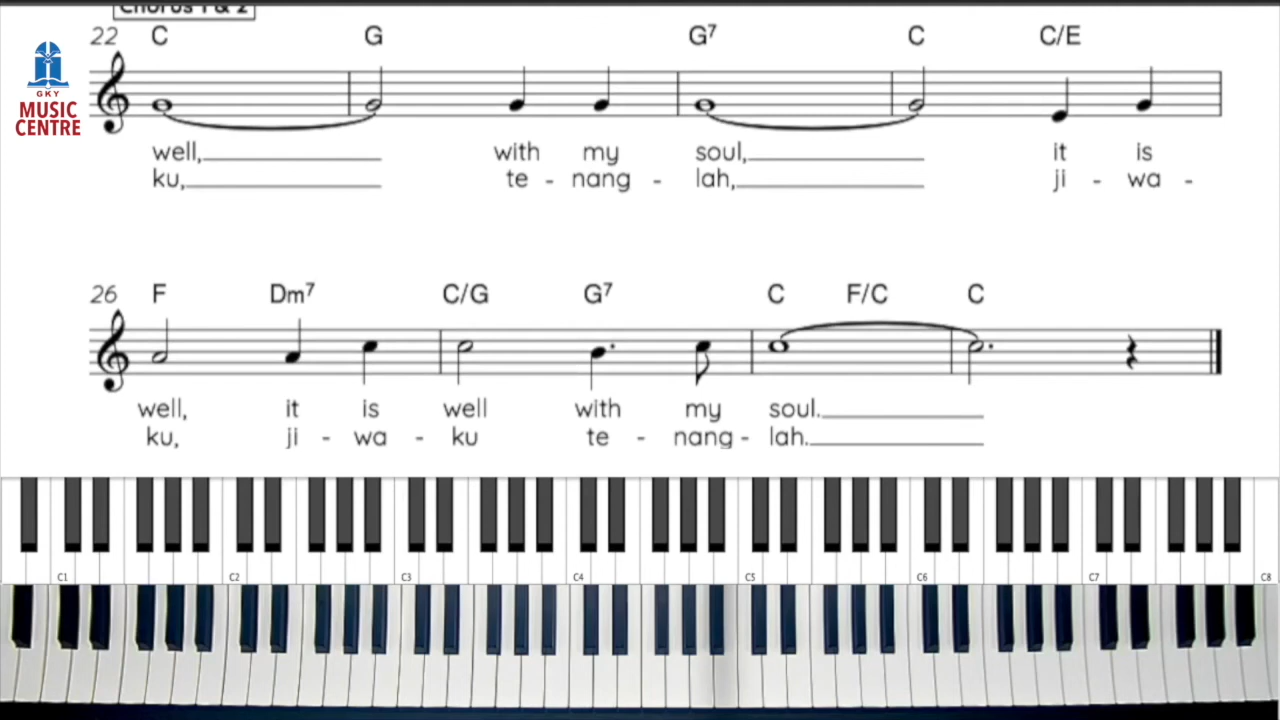 Chorus 1 & 2
22 C G G7 C C/E
GKY
MUSIC
CENTRE
well, with my soul, it is
ku, te - nang - lah, ji - wa -
26 F Dm7 C/G G7 C F/C C
well, it is well with my soul.
ku, ji - wa - ku te - nang - lah.
C1 C2 C3 C4 C5 C6 C7 C8